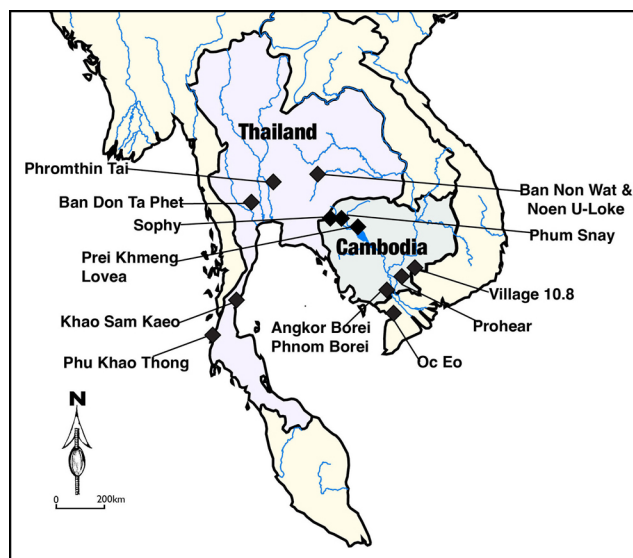 Thailand
Phromthin Tai
Ban Don Ta Phet
Ban Non Wat &
Noen U-Loke
Sophy
Phum Snay
Cambodia
Prei Khmeng
Lovea
Village 10.8
Khao Sam Kaeo
Angkor Borei
Phnom Borei
Prohear
Phu Khao Thong
Oc Eo
N
0 200km